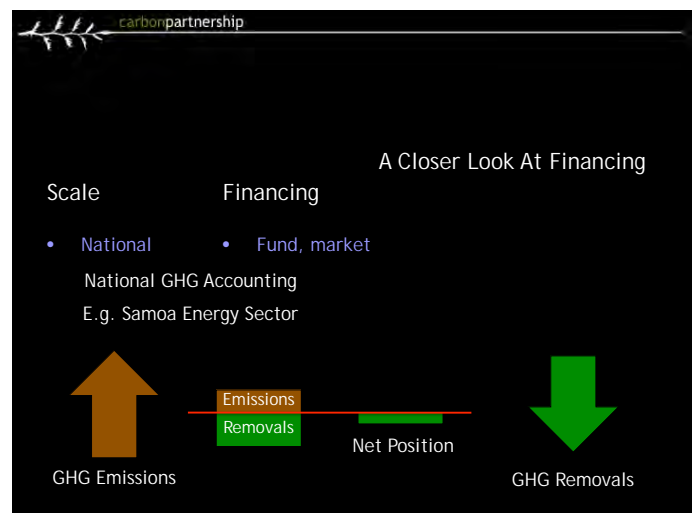 carbonpartnership
A Closer Look At Financing
Scale
Financing
• National
• Fund, market
National GHG Accounting
E.g. Samoa Energy Sector
Emissions
Removals
Net Position
GHG Emissions
GHG Removals